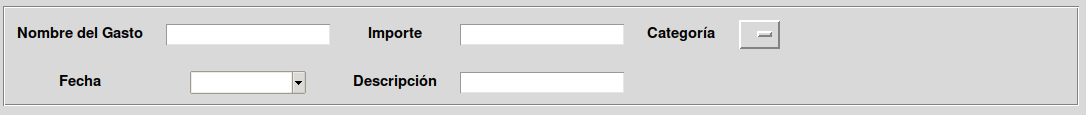 Nombre del Gasto Importe Categoría
Fecha Descripción